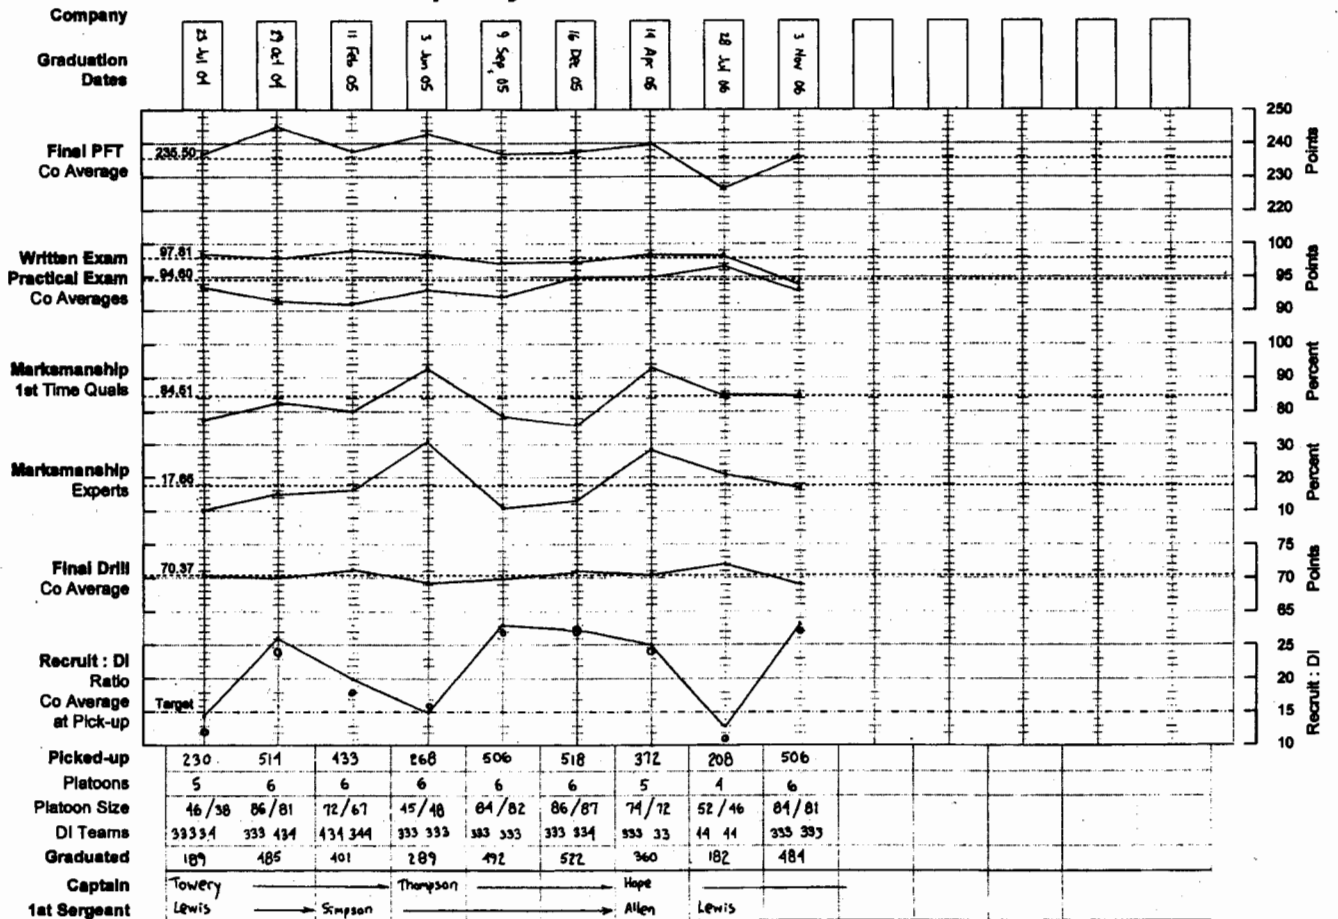 Company
Graduation Dates
23 Jul 04 29 Oct 04 11 Feb 05 3 Jun 05 9 Sep 05 16 Dec 05 14 Apr 06 28 Jul 06 3 Nov 06
Final PFT
Co Average
235.50
250
240
230
220
Points
Written Exam
Practical Exam
Co Averages
97.81
94.60
100
95
90
Points
Marksmanship
1st Time Quals
84.51
100
90
80
Percent
Marksmanship
Experts
17.66
30
20
10
Percent
Final Drill
Co Average
70.37
75
70
65
Points
Recruit : DI
Ratio
Co Average
at Pick-up
Target
25
20
15
10
Recruit : DI
Picked-up 230 511 433 268 506 518 372 208 506
Platoons 5 6 6 6 6 6 5 4 6
Platoon Size 46/38 86/81 72/67 45/48 84/82 86/87 74/72 52/46 84/81
DI Teams 33334 333 434 434 344 333 333 333 333 333 334 333 33 44 44 333 333
Graduated 189 485 401 289 492 522 360 182 484
Captain Towery Thompson Hope
1st Sergeant Lewis Simpson Allen Lewis